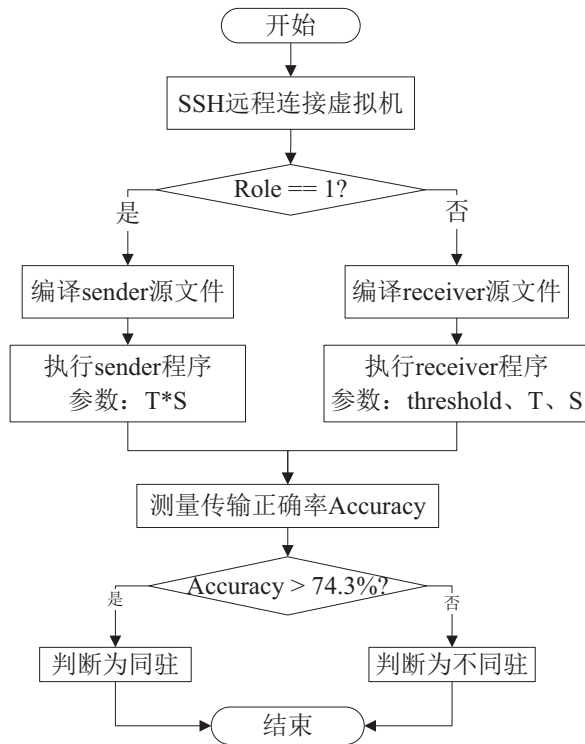 开始
SSH远程连接虚拟机
Role == 1?
是
否
编译sender源文件
编译receiver源文件
执行sender程序
参数：T*S
执行receiver程序
参数：threshold、T、S
测量传输正确率Accuracy
Accuracy > 74.3%?
是
否
判断为同驻
判断为不同驻
结束